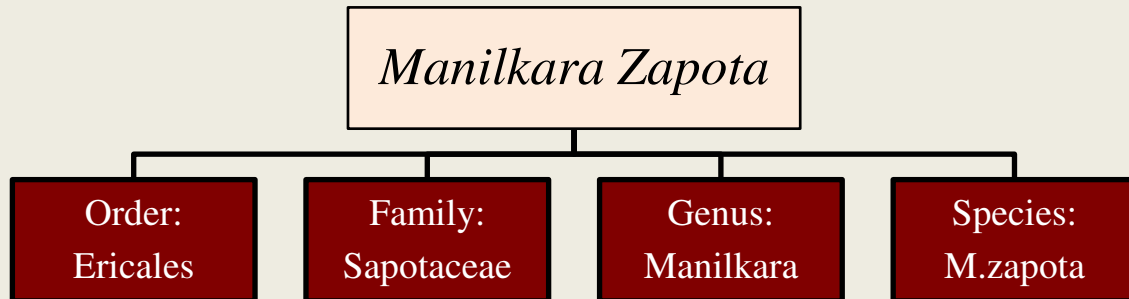 Manilkara Zapota
Order:
Ericales
Family:
Sapotaceae
Genus:
Manilkara
Species:
M.zapota